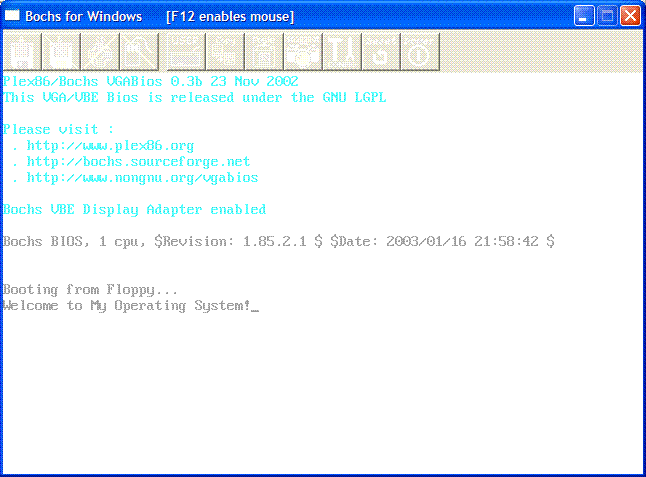 Bochs for Windows [F12 enables mouse]
Plex86/Bochs VGABios 0.3b 23 Nov 2002
This VGA/VBE Bios is released under the GNU LGPL
Please visit :
. http://www.plex86.org
. http://bochs.sourceforge.net
. http://www.nongnu.org/vgabios
Bochs VBE Display Adapter enabled
Bochs BIOS, 1 cpu, $Revision: 1.85.2.1 $ $Date: 2003/01/16 21:58:42 $
Booting from Floppy...
Welcome to My Operating System!_